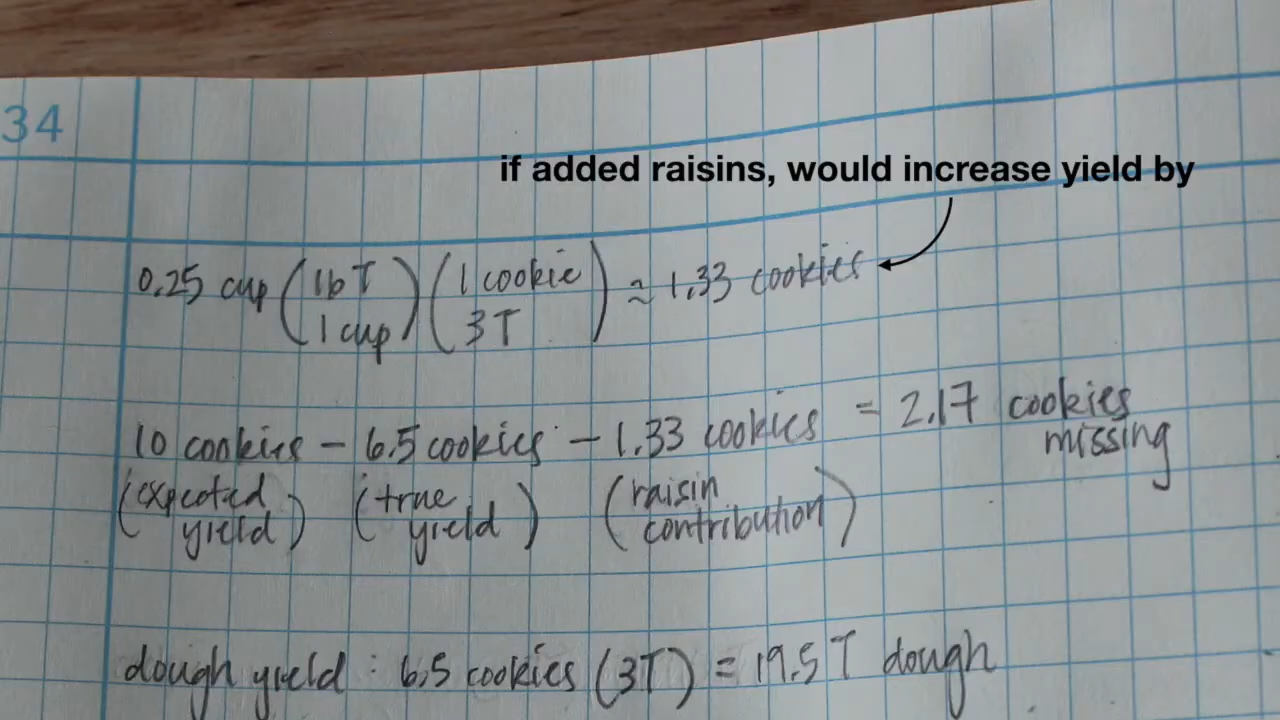 34
if added raisins, would increase yield by
0.25 cup (16 T / 1 cup) (1 cookie / 3 T) ≈ 1.33 cookies
10 cookies - 6.5 cookies - 1.33 cookies = 2.17 cookies missing
(expected yield) (true yield) (raisin contribution)
dough yield: 6.5 cookies (3T) = 19.5 T dough